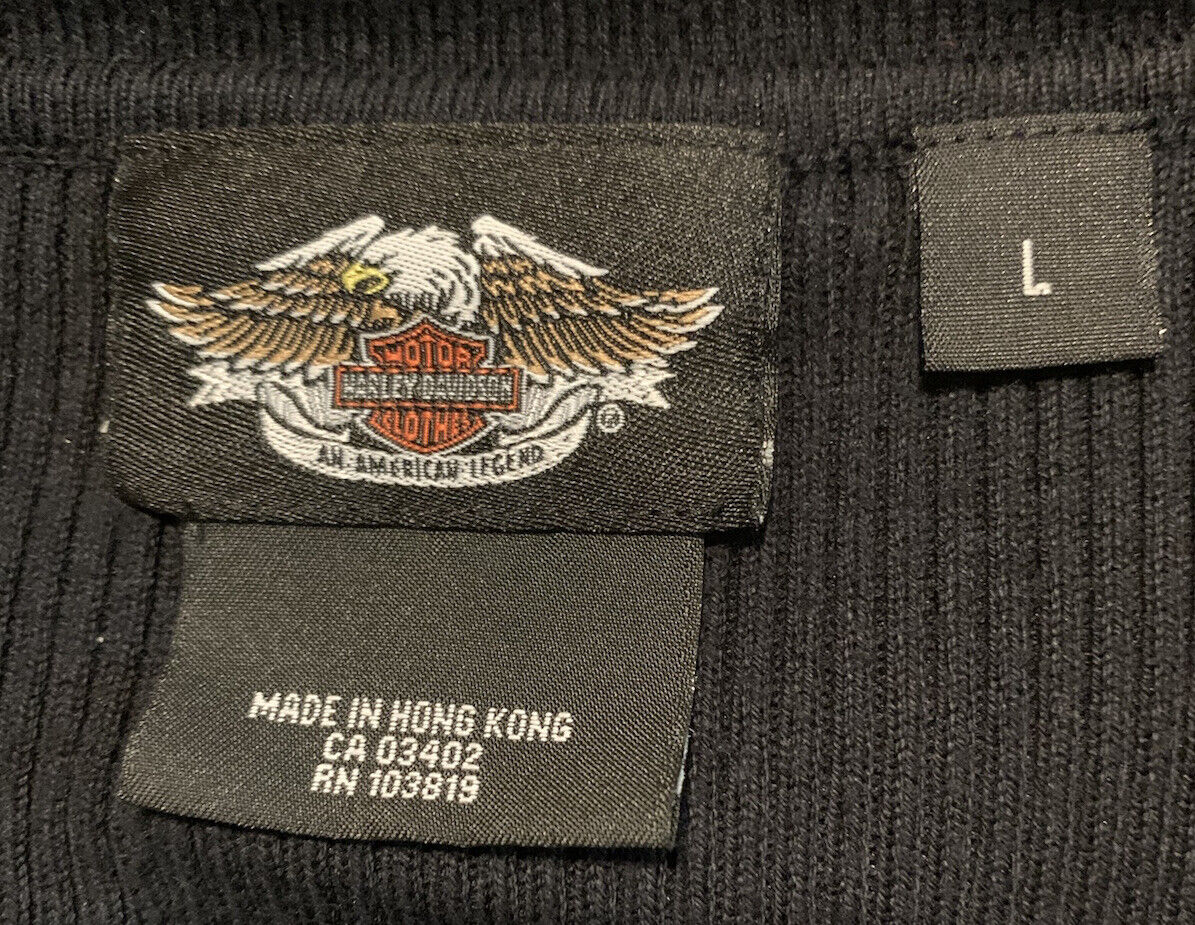 MOTOR
HARLEY-DAVIDSON
CLOTHES
®
AN AMERICAN LEGEND
L
MADE IN HONG KONG
CA 03402
RN 103819